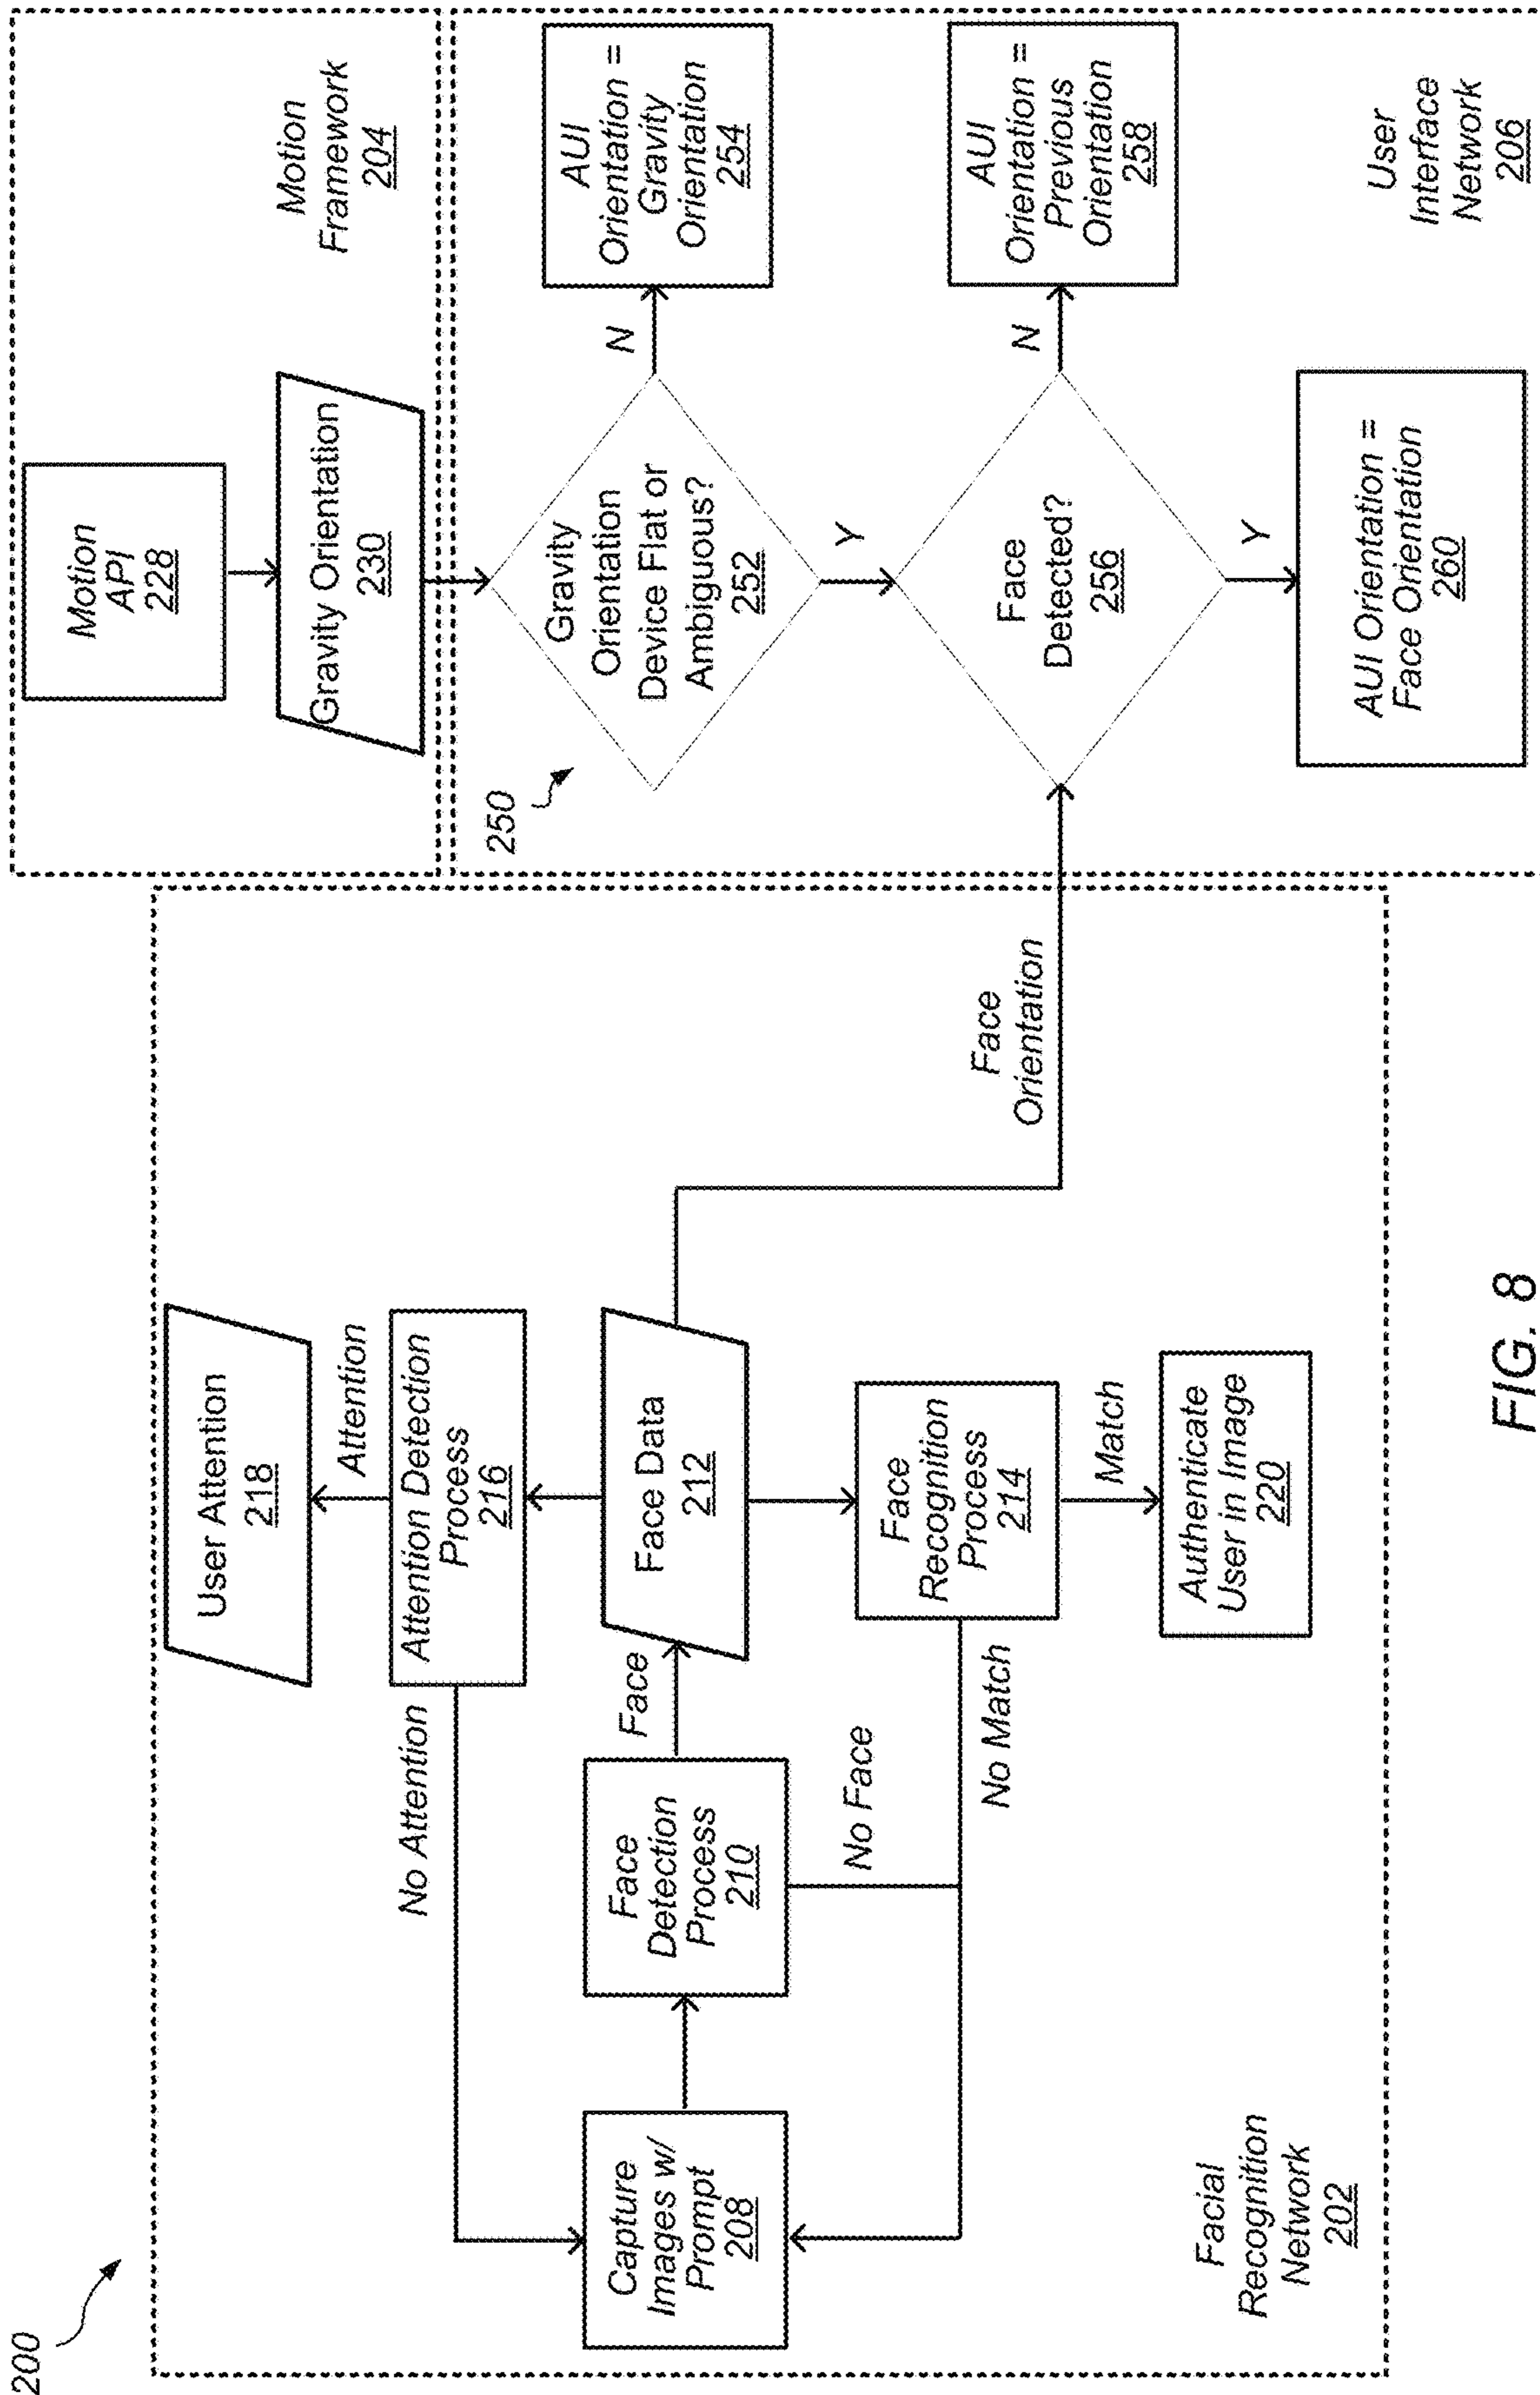 200
Facial
Recognition
Network
202
Capture
Images w/
Prompt
208
Face
Detection
Process
210
No Attention
No Face
Face
No Match
User Attention
218
Attention
Attention Detection
Process
216
Face Data
212
Face
Recognition
Process
214
Match
Authenticate
User in Image
220
Face
Orientation
Motion
API
228
Gravity Orientation
230
Motion
Framework
204
250
Gravity
Orientation
Device Flat or
Ambiguous?
252
N
AUI
Orientation =
Gravity
Orientation
254
Y
Face
Detected?
256
N
AUI
Orientation =
Previous
Orientation
258
Y
AUI Orientation =
Face Orientation
260
User
Interface
Network
206
FIG. 8